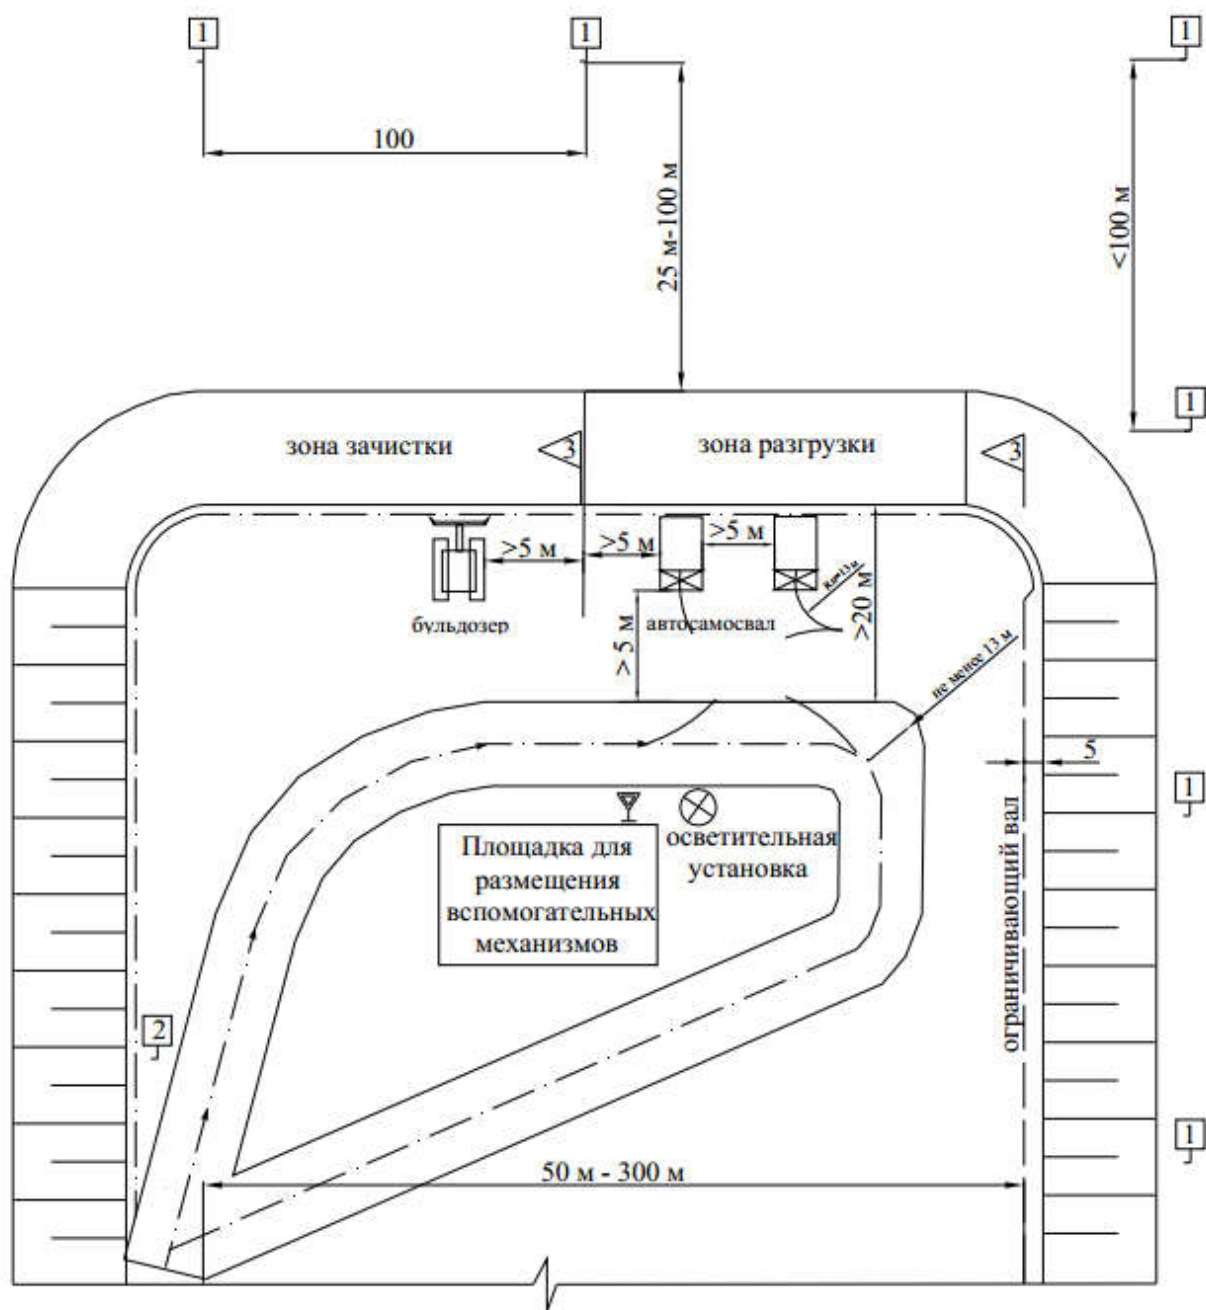 1
1
1
100
25 м-100 м
<100 м
1
зона зачистки
3
зона разгрузки
3
>5 м
>5 м
>5 м
Rп=13м
>20 м
бульдозер
автосамосвал
> 5 м
не менее 13 м
5
1
Площадка для
размещения
вспомогательных
механизмов
осветительная
установка
ограничивающий вал
2
1
50 м - 300 м